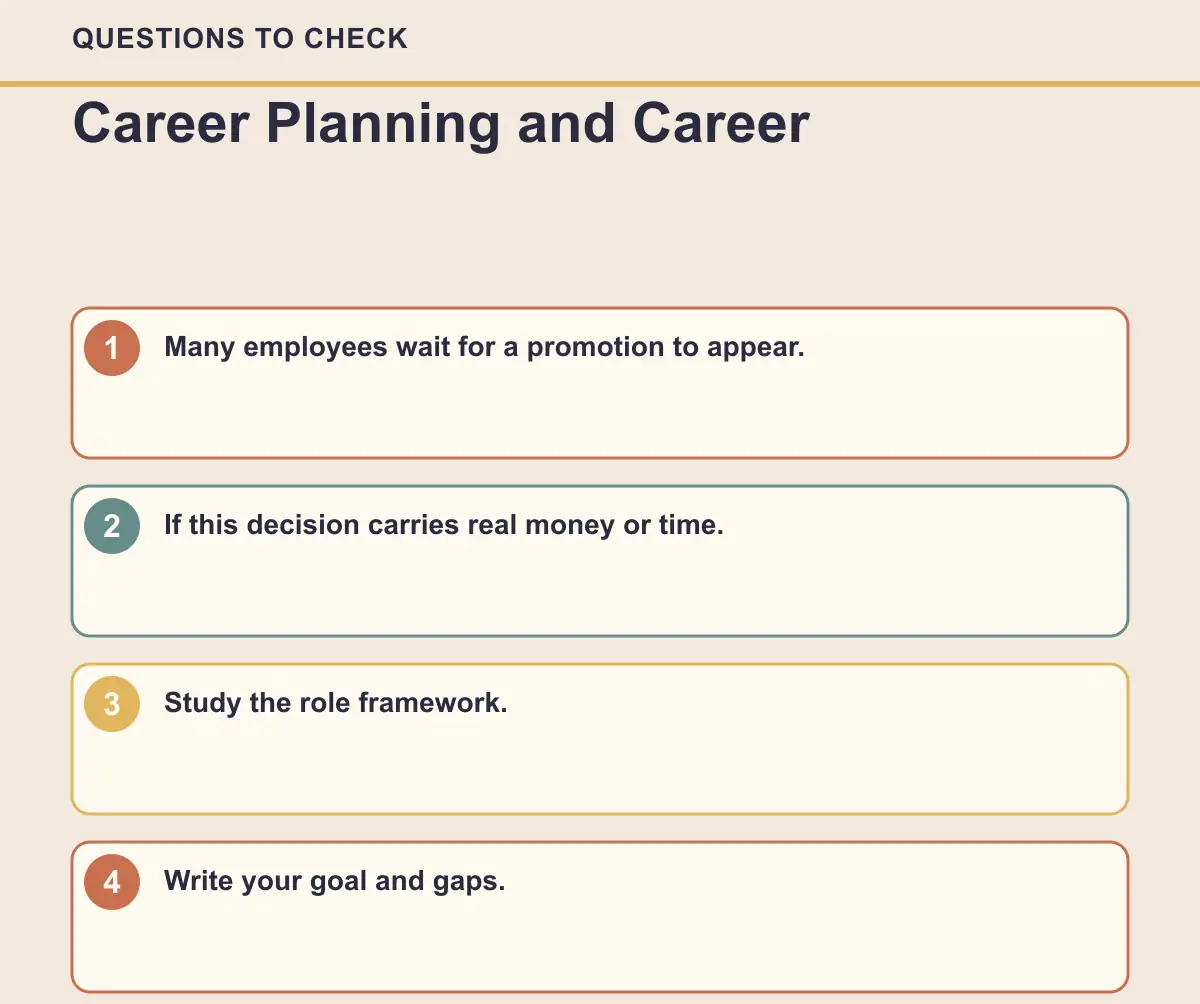 QUESTIONS TO CHECK
Career Planning and Career
1 Many employees wait for a promotion to appear.
2 If this decision carries real money or time.
3 Study the role framework.
4 Write your goal and gaps.